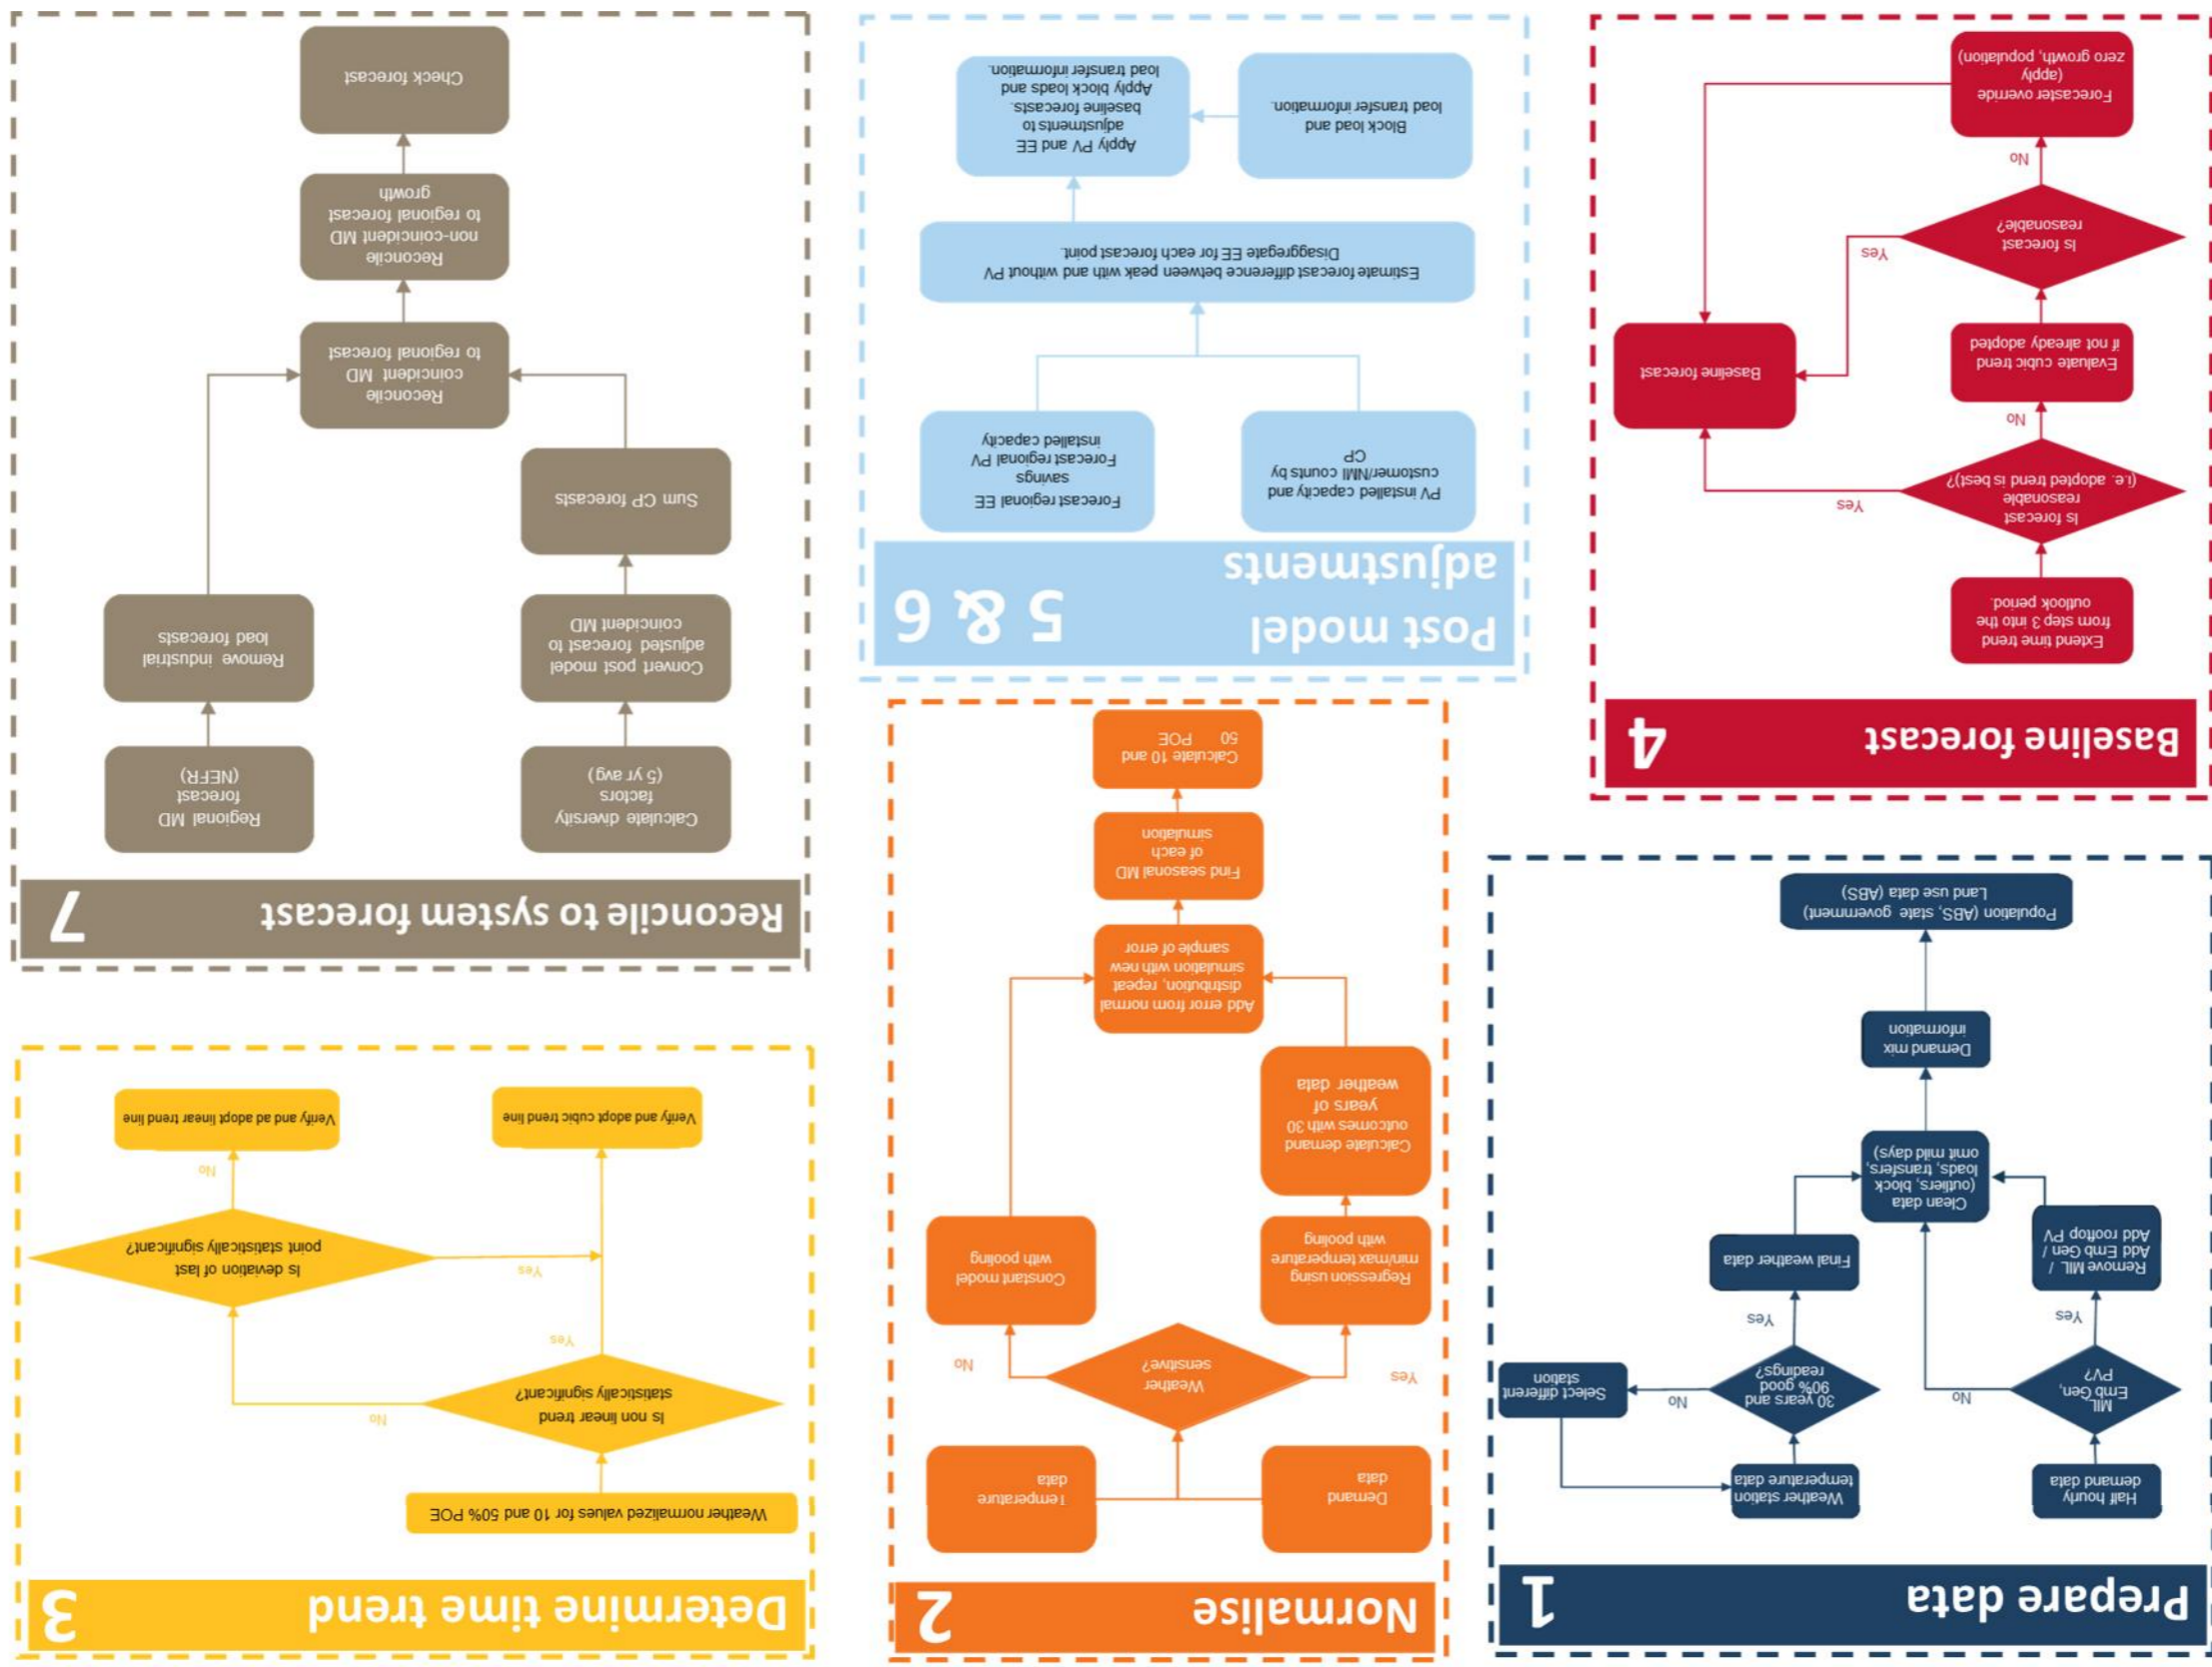 Prepare data
1
Half hourly
demand data
Weather station
temperature data
MIL
Emb Gen,
PV?
30 years and
90% good
readings?
Select different
station
No
No
Yes
Yes
Remove MIL /
Add Emb Gen /
Add rooftop PV
Final weather data
Clean data
(outliers, block
loads, transfers,
omit mild days)
Demand mix
information
Population (ABS, state government)
Land use data (ABS)
Normalise
2
Demand
data
Temperature
data
Weather
sensitive?
Yes
No
Regression using
min/max temperature
with pooling
Constant model
with pooling
Calculate demand
outcomes with 30
years of
weather data
Add error from normal
distribution, repeat
simulation with new
sample of error
Find seasonal MD
of each
simulation
Calculate 10 and
50 POE
Determine time trend
3
Weather normalized values for 10 and 50% POE
Is non linear trend
statistically significant?
No
Yes
Is deviation of last
point statistically significant?
Yes
No
Verify and adopt cubic trend line
Verify and ad adopt linear trend line
Baseline forecast
4
Extend time trend
from step 3 into the
outlook period.
Is forecast
reasonable
(i.e. adopted trend is best)?
Yes
No
Evaluate cubic trend
if not already adopted
Baseline forecast
Is forecast
reasonable?
Yes
No
Forecaster override
(apply
zero growth, population)
Post model
adjustments
5 & 6
PV installed capacity and
customer/NMI counts by
CP
Forecast regional EE
savings
Forecast regional PV
installed capacity
Estimate forecast difference between peak with and without PV
Disaggregate EE for each forecast point.
Block load and
load transfer information.
Apply PV and EE
adjustments to
baseline forecasts.
Apply block loads and
load transfer information.
Reconcile to system forecast
7
Calculate diversity
factors
(5 yr avg)
Regional MD
forecast
(NEFR)
Convert post model
adjusted forecast to
coincident MD
Remove industrial
load forecasts
Sum CP forecasts
Reconcile
coincident MD
to regional forecast
Reconcile
non-coincident MD
to regional forecast
growth
Check forecast